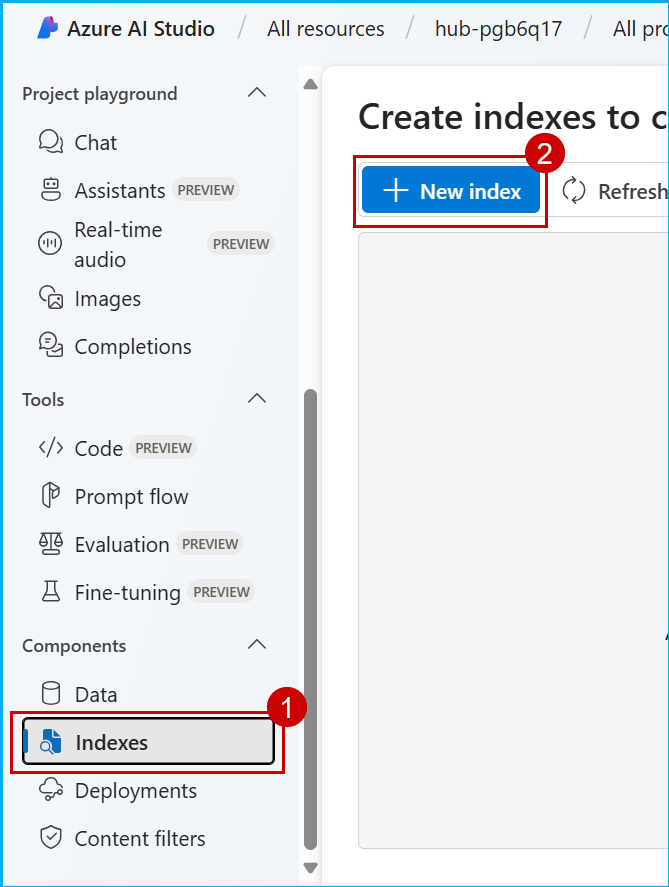 Azure AI Studio / All resources / hub-pgb6q17 / All pro
Project playground
Chat
Assistants PREVIEW
Real-time
audio PREVIEW
Images
Completions
Tools
Code PREVIEW
Prompt flow
Evaluation PREVIEW
Fine-tuning PREVIEW
Components
Data
1
Indexes
Deployments
Content filters
Create indexes to c
2
New index
Refresh